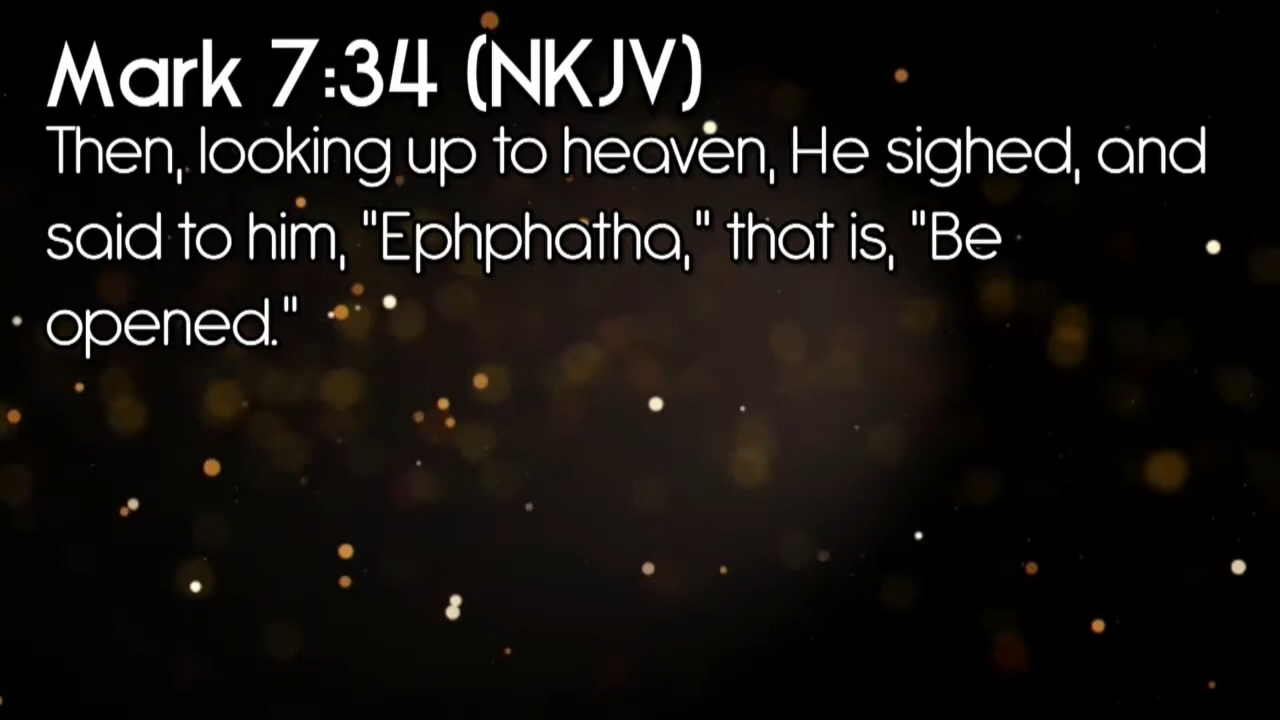 Mark 7:34 (NKJV)
Then, looking up to heaven, He sighed, and
said to him, "Ephphatha," that is, "Be
opened."